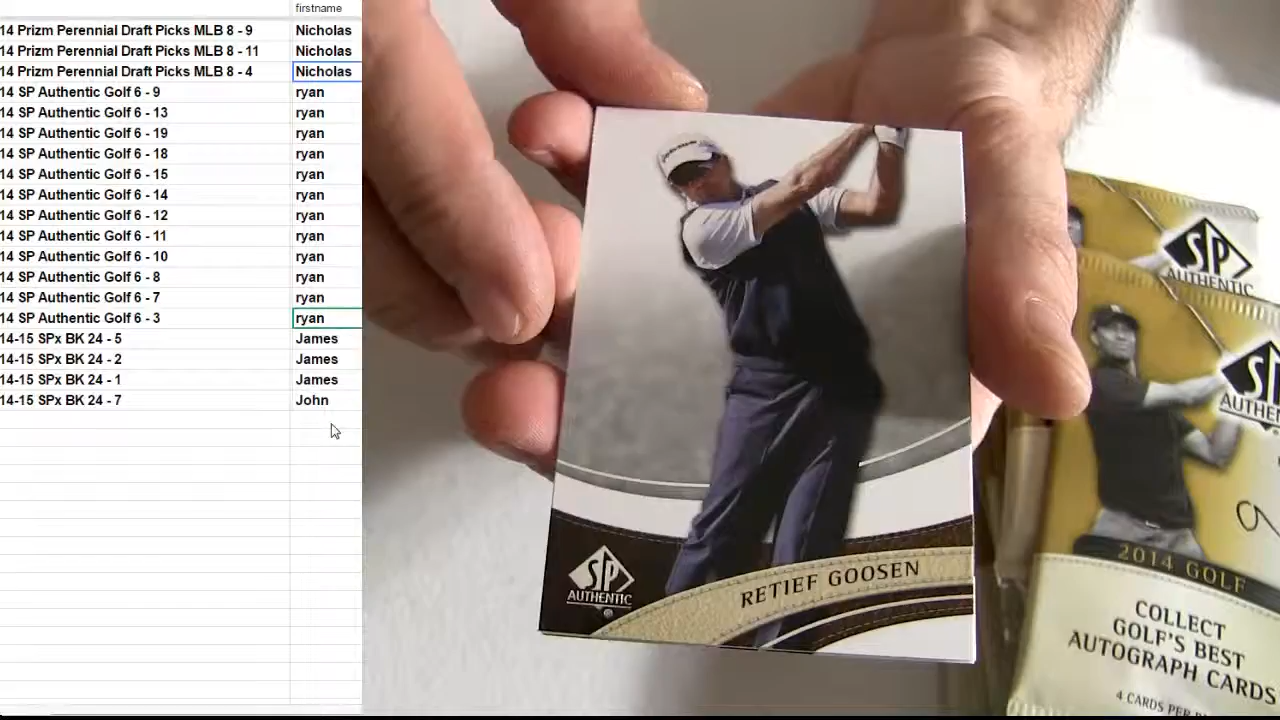 firstname
14 Prizm Perennial Draft Picks MLB 8 - 9 Nicholas
14 Prizm Perennial Draft Picks MLB 8 - 11 Nicholas
14 Prizm Perennial Draft Picks MLB 8 - 4 Nicholas
14 SP Authentic Golf 6 - 9 ryan
14 SP Authentic Golf 6 - 13 ryan
14 SP Authentic Golf 6 - 19 ryan
14 SP Authentic Golf 6 - 18 ryan
14 SP Authentic Golf 6 - 15 ryan
14 SP Authentic Golf 6 - 14 ryan
14 SP Authentic Golf 6 - 12 ryan
14 SP Authentic Golf 6 - 11 ryan
14 SP Authentic Golf 6 - 10 ryan
14 SP Authentic Golf 6 - 8 ryan
14 SP Authentic Golf 6 - 7 ryan
14 SP Authentic Golf 6 - 3 ryan
14-15 SPx BK 24 - 5 James
14-15 SPx BK 24 - 2 James
14-15 SPx BK 24 - 1 James
14-15 SPx BK 24 - 7 John
SP
AUTHENTIC
RETIEF GOOSEN
SP
AUTHENTIC
SP
AUTHENTIC
2014 GOLF
COLLECT
GOLF'S BEST
AUTOGRAPH CARDS
4 CARDS PER